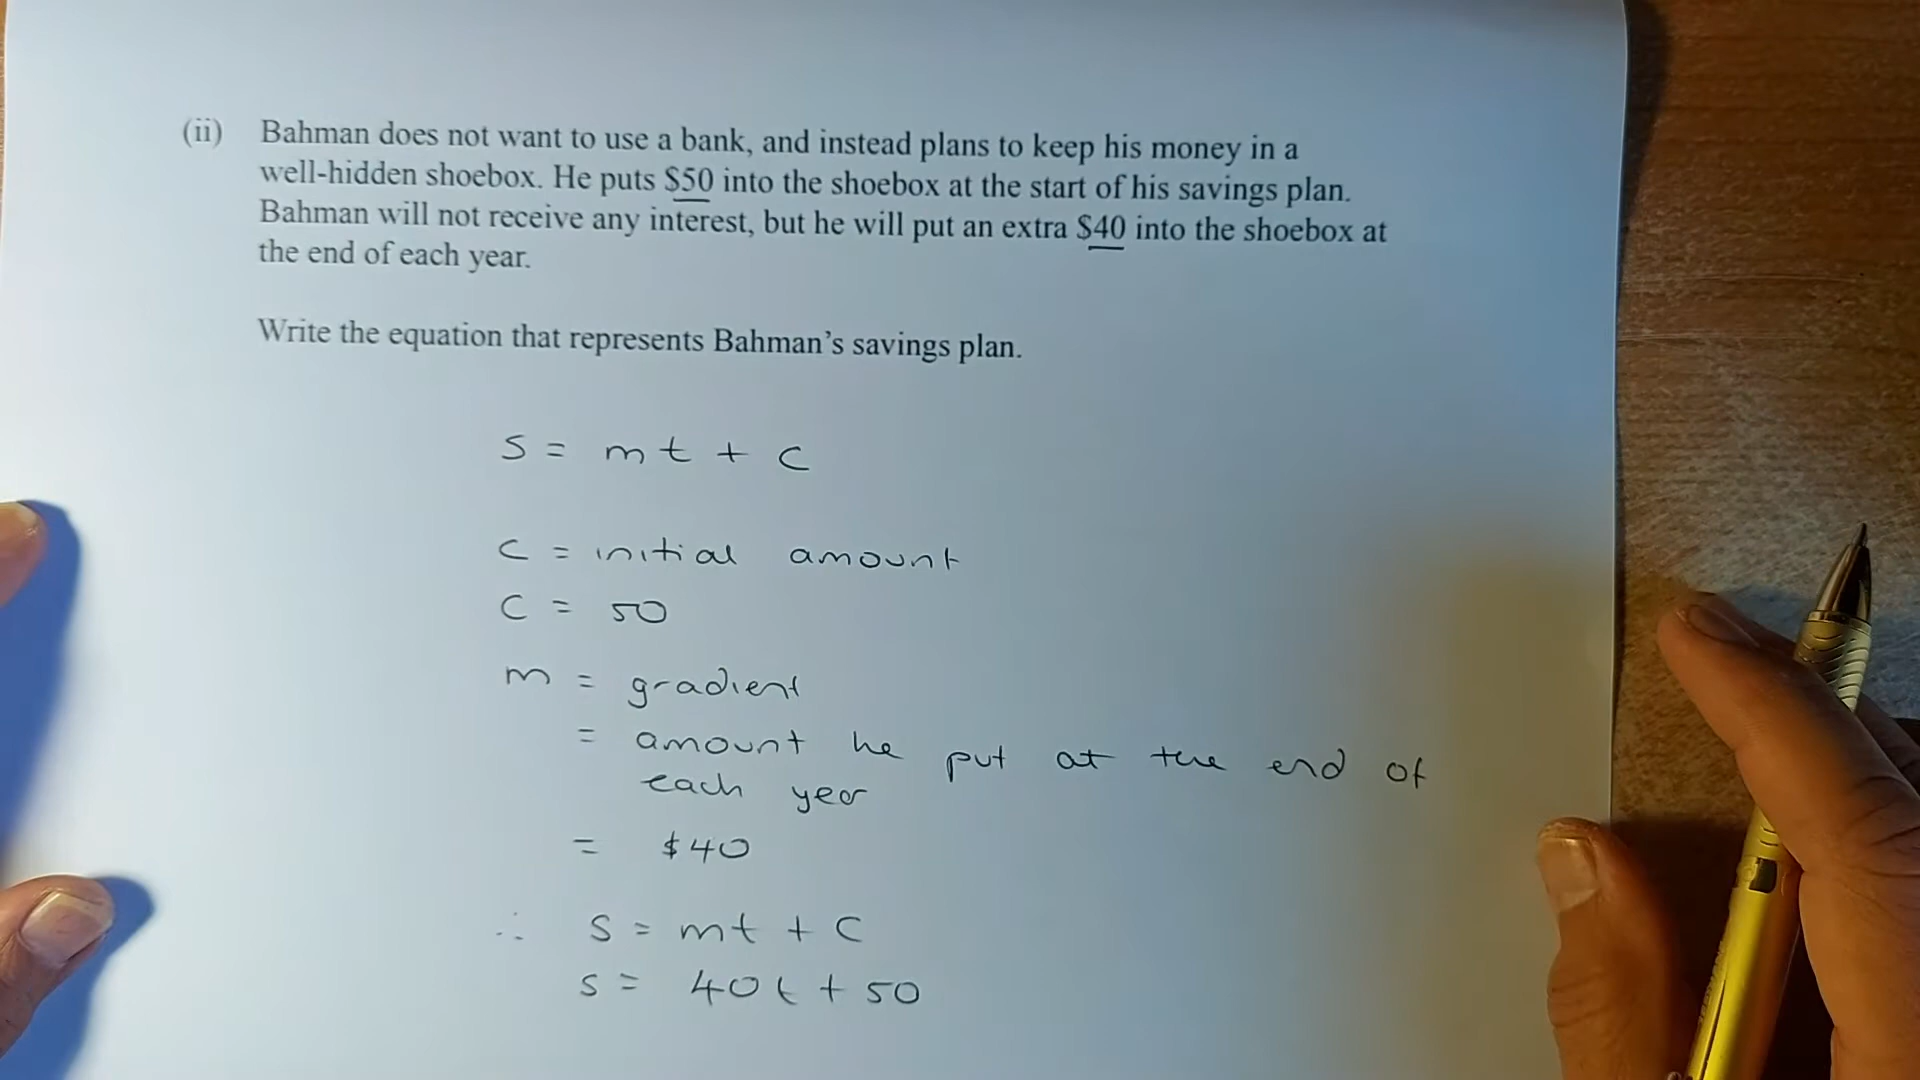 (ii) Bahman does not want to use a bank, and instead plans to keep his money in a
well-hidden shoebox. He puts $50 into the shoebox at the start of his savings plan.
Bahman will not receive any interest, but he will put an extra $40 into the shoebox at
the end of each year.
Write the equation that represents Bahman's savings plan.
S = mt + c
C = initial amount
C = 50
m = gradient
= amount he put at the end of
each year
= $40
∴ S = mt + C
S = 40t + 50